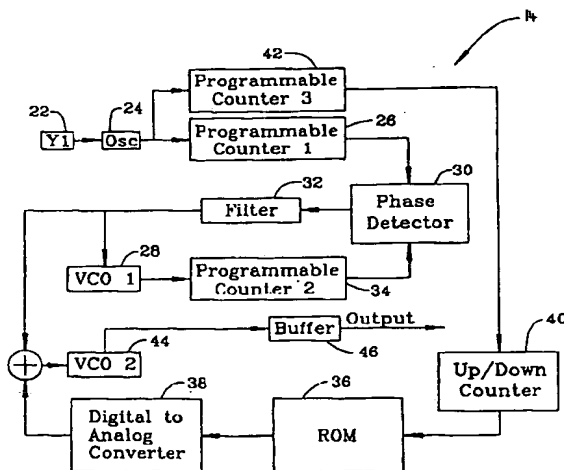 14
42
Programmable
Counter 3
22
24
Y1
Osc
26
Programmable
Counter 1
30
Phase
Detector
32
Filter
28
VCO 1
Programmable
Counter 2
34
44
VCO 2
Buffer
Output
46
40
Up/Down
Counter
38
Digital to
Analog
Converter
36
ROM
+